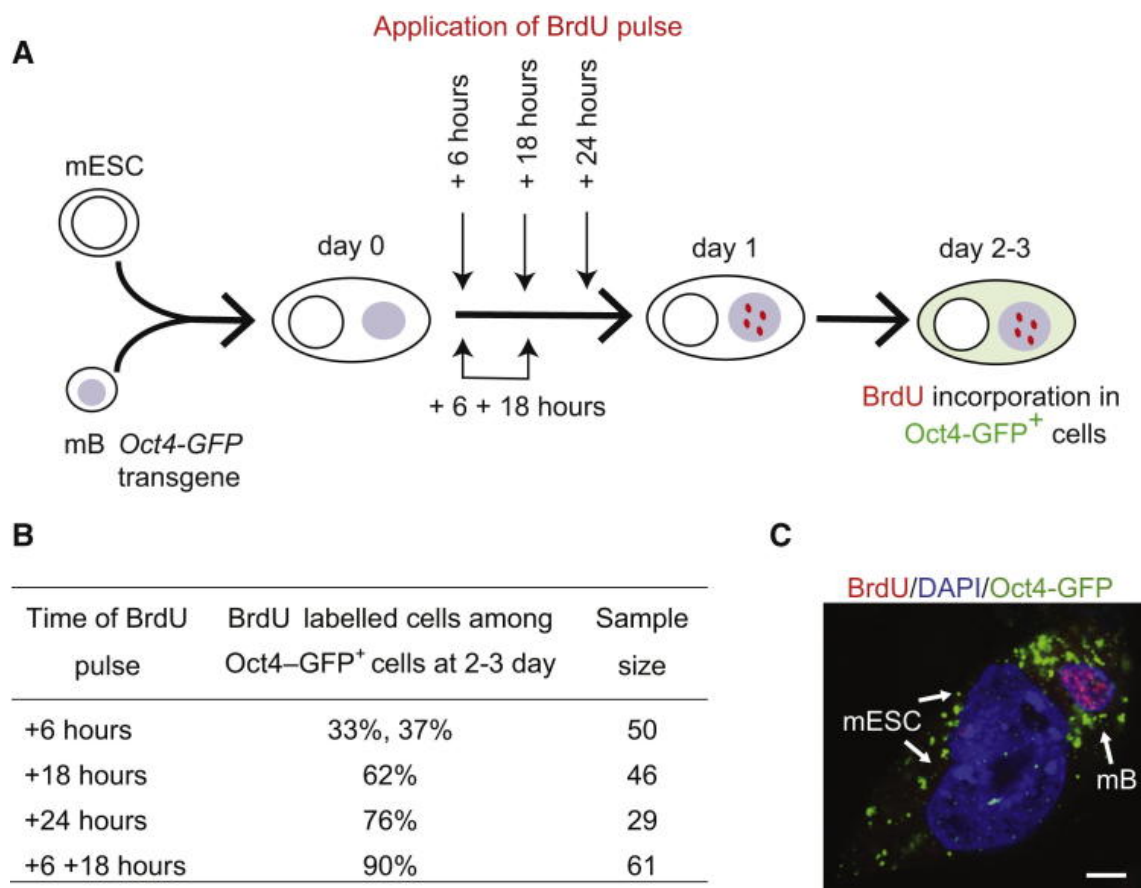 A
Application of BrdU pulse
+ 6 hours
+ 18 hours
+ 24 hours
mESC
day 0
day 1
day 2-3
+ 6 + 18 hours
mB Oct4-GFP
transgene
BrdU incorporation in
Oct4-GFP+ cells
B
Time of BrdU
pulse
BrdU labelled cells among
Oct4–GFP+ cells at 2-3 day
Sample
size
+6 hours 33%, 37% 50
+18 hours 62% 46
+24 hours 76% 29
+6 +18 hours 90% 61
C
BrdU/DAPI/Oct4-GFP
mESC
mB